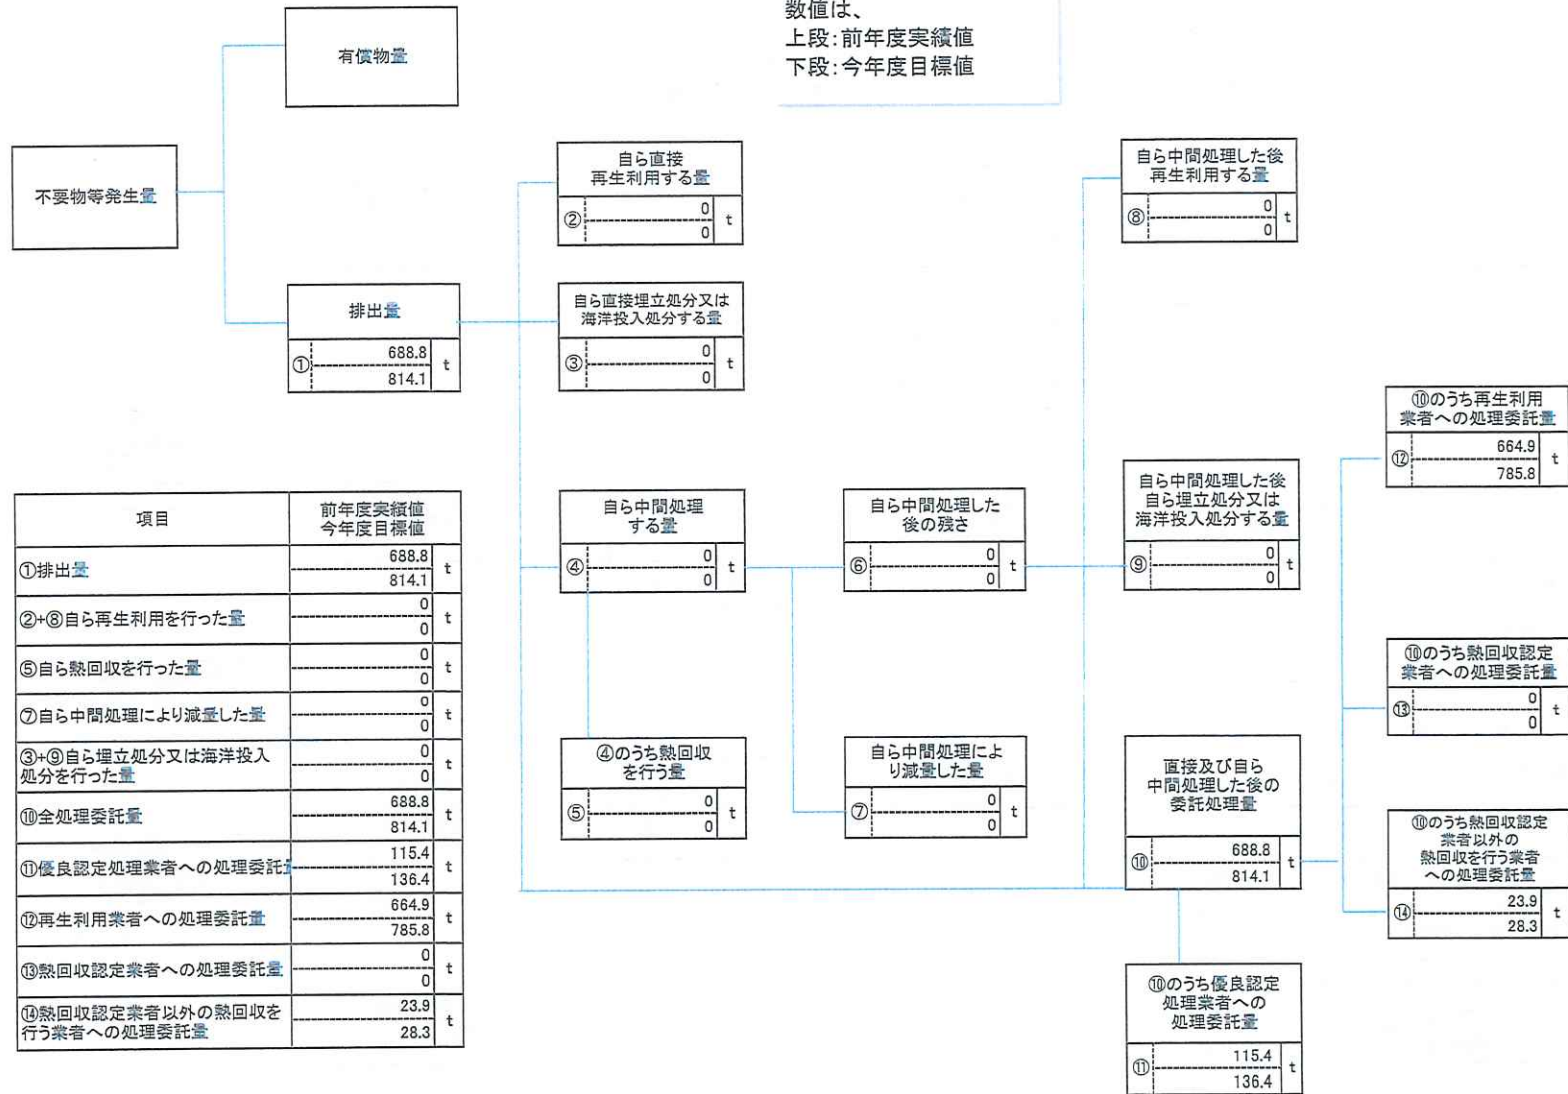 数値は、
上段:前年度実績値
下段:今年度目標値
有償物量
不要物等発生量
排出量
①
688.8
814.1
t
自ら直接
再生利用する量
②
0
0
t
自ら直接埋立処分又は
海洋投入処分する量
③
0
0
t
自ら中間処理
する量
④
0
0
t
④のうち熱回収
を行う量
⑤
0
0
t
自ら中間処理した
後の残さ
⑥
0
0
t
自ら中間処理によ
り減量した量
⑦
0
0
t
自ら中間処理した後
再生利用する量
⑧
0
0
t
自ら中間処理した後
自ら埋立処分又は
海洋投入処分する量
⑨
0
0
t
直接及び自ら
中間処理した後の
委託処理量
⑩
688.8
814.1
t
⑩のうち優良認定
処理業者への
処理委託量
⑪
115.4
136.4
t
⑩のうち再生利用
業者への処理委託量
⑫
664.9
785.8
t
⑩のうち熱回収認定
業者への処理委託量
⑬
0
0
t
⑩のうち熱回収認定
業者以外の
熱回収を行う業者
への処理委託量
⑭
23.9
28.3
t
項目
前年度実績値
今年度目標値
①排出量
688.8
814.1
t
②+⑧自ら再生利用を行った量
0
0
t
⑤自ら熱回収を行った量
0
0
t
⑦自ら中間処理により減量した量
0
0
t
③+⑨自ら埋立処分又は海洋投入
処分を行った量
0
0
t
⑩全処理委託量
688.8
814.1
t
⑪優良認定処理業者への処理委託
115.4
136.4
t
⑫再生利用業者への処理委託量
664.9
785.8
t
⑬熱回収認定業者への処理委託量
0
0
t
⑭熱回収認定業者以外の熱回収を
行う業者への処理委託量
23.9
28.3
t